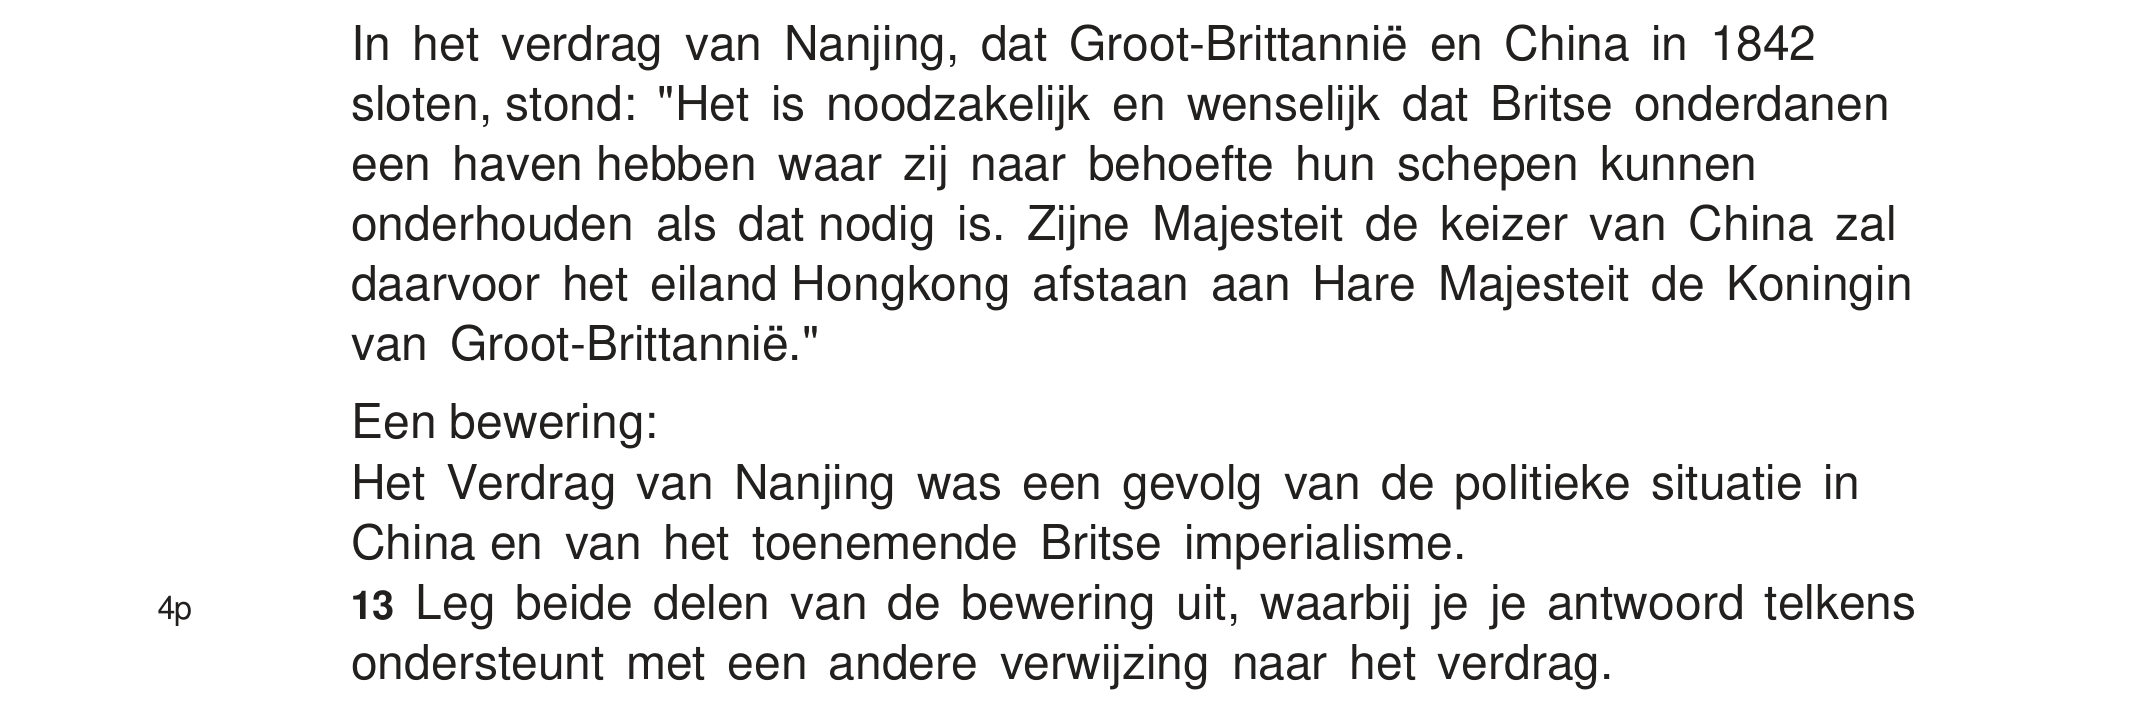 In het verdrag van Nanjing, dat Groot-Brittannië en China in 1842
sloten, stond: "Het is noodzakelijk en wenselijk dat Britse onderdanen
een haven hebben waar zij naar behoefte hun schepen kunnen
onderhouden als dat nodig is. Zijne Majesteit de keizer van China zal
daarvoor het eiland Hongkong afstaan aan Hare Majesteit de Koningin
van Groot-Brittannië."
Een bewering:
Het Verdrag van Nanjing was een gevolg van de politieke situatie in
China en van het toenemende Britse imperialisme.
4p 13 Leg beide delen van de bewering uit, waarbij je je antwoord telkens
ondersteunt met een andere verwijzing naar het verdrag.